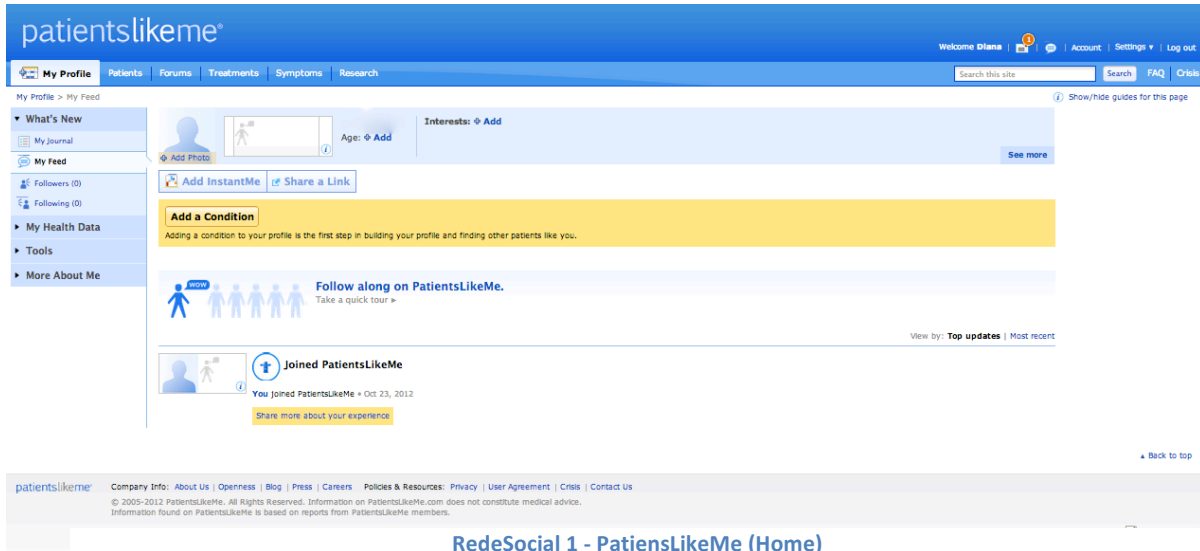 patientslikeme®
Welcome Diana | 1 | | Account | Settings ▾ | Log out
My Profile Patients | Forums | Treatments | Symptoms | Research Search this site Search FAQ | Crisis
My Profile > My Feed i Show/hide guides for this page
▾ What's New
My Journal
My Feed
Followers (0)
Following (0)
▸ My Health Data
▸ Tools
▸ More About Me
Add Photo
i
Age: Add
Interests: Add
See more
Add InstantMe Share a Link
Add a Condition
Adding a condition to your profile is the first step in building your profile and finding other patients like you.
WOW
Follow along on PatientsLikeMe.
Take a quick tour ▸
View by: Top updates | Most recent
i
Joined PatientsLikeMe
You joined PatientsLikeMe • Oct 23, 2012
Share more about your experience
▲ Back to top
patientslikeme® Company Info: About Us | Openness | Blog | Press | Careers Policies & Resources: Privacy | User Agreement | Crisis | Contact Us
© 2005-2012 PatientsLikeMe. All Rights Reserved. Information on PatientsLikeMe.com does not constitute medical advice.
Information found on PatientsLikeMe is based on reports from PatientsLikeMe members.
RedeSocial 1 - PatiensLikeMe (Home)